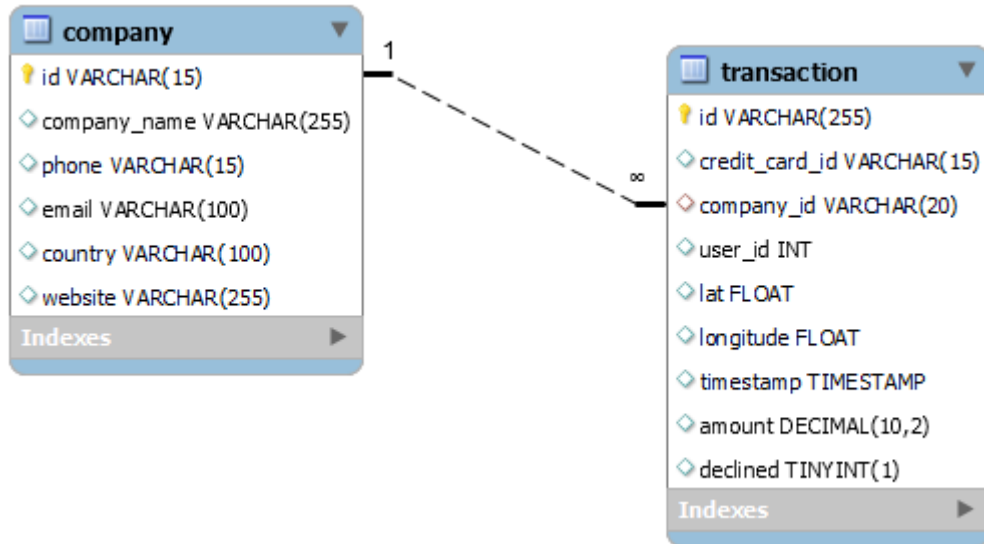 company
id VARCHAR(15)
company_name VARCHAR(255)
phone VARCHAR(15)
email VARCHAR(100)
country VARCHAR(100)
website VARCHAR(255)
Indexes
1
∞
transaction
id VARCHAR(255)
credit_card_id VARCHAR(15)
company_id VARCHAR(20)
user_id INT
lat FLOAT
longitude FLOAT
timestamp TIMESTAMP
amount DECIMAL(10,2)
declined TINYINT(1)
Indexes